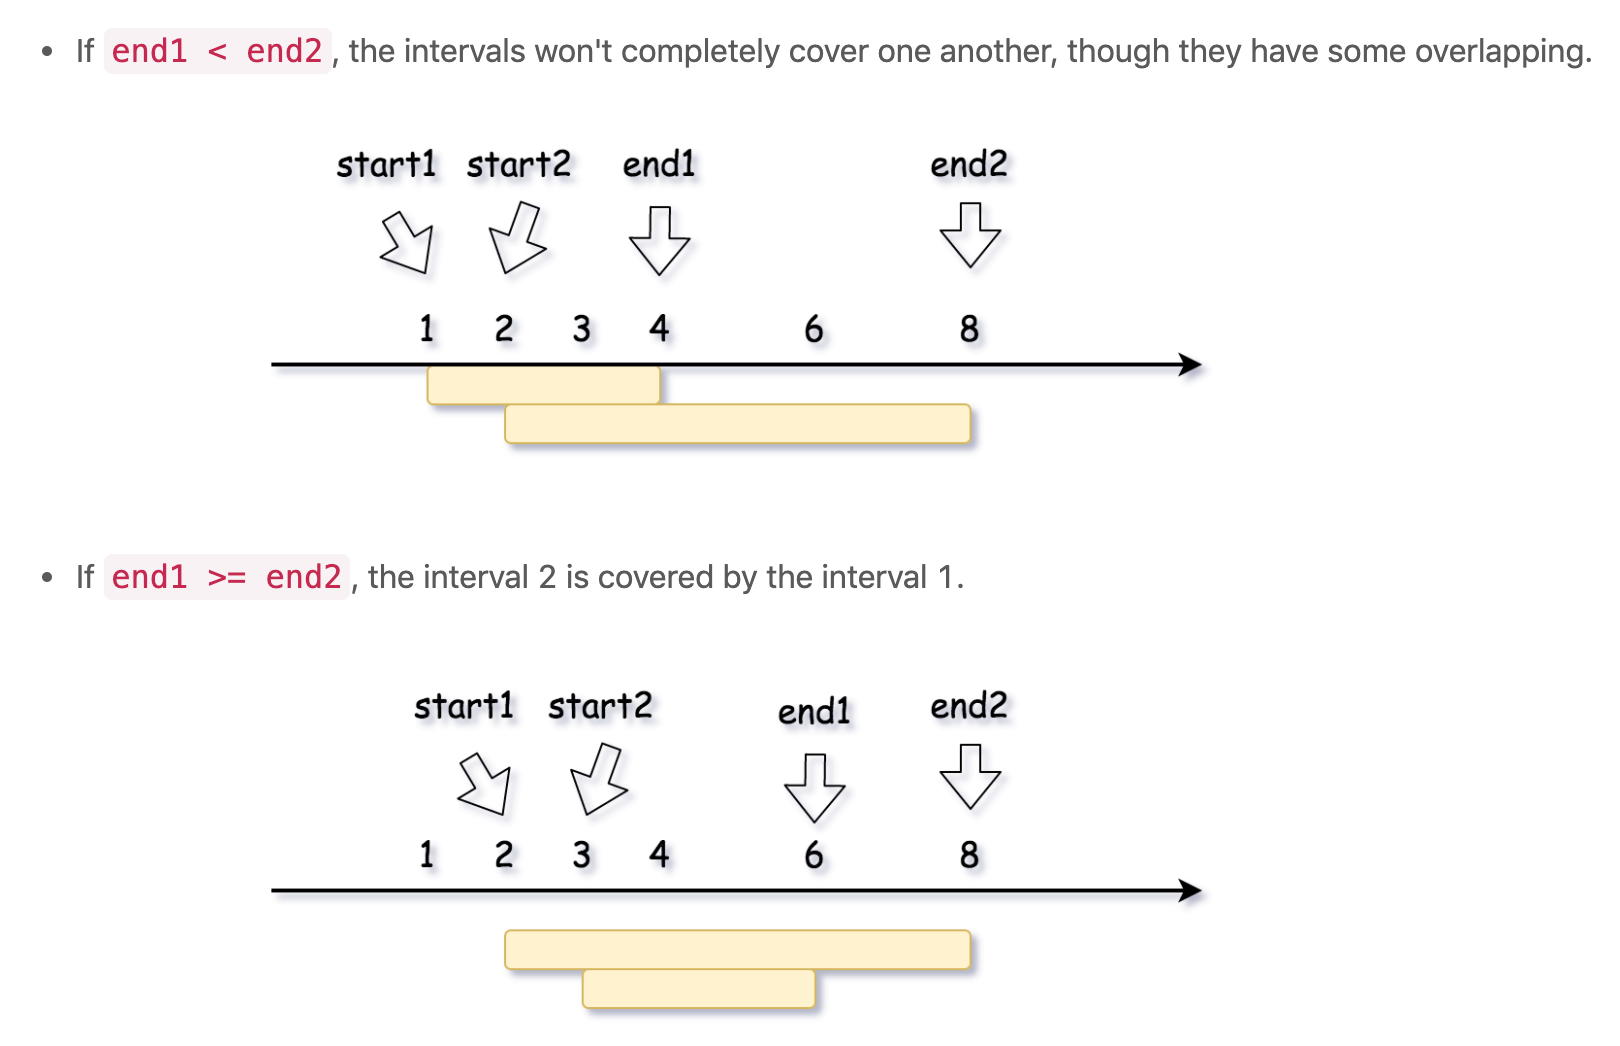 • If end1 < end2, the intervals won't completely cover one another, though they have some overlapping.
start1 start2 end1 end2
1 2 3 4 6 8
• If end1 >= end2, the interval 2 is covered by the interval 1.
start1 start2 end1 end2
1 2 3 4 6 8